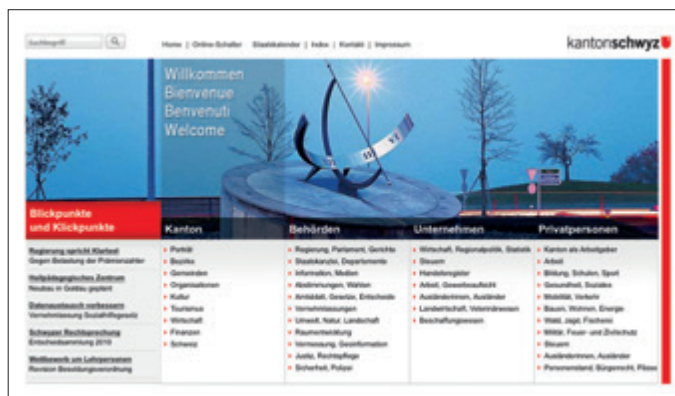 Suchbegriff
Home | Online-Schalter Staatskalender | Index | Kontakt | Impressum
kantonschwyz
Willkommen
Bienvenue
Benvenuti
Welcome
Blickpunkte
und Klickpunkte
Regierung spricht Klartext
Gegen Belastung der Prämienzahler
Heilpädagogisches Zentrum
Neubau in Goldau geplant
Datenaustausch verbessern
Vernehmlassung Sozialhilfegesetz
Schwyzer Rechtsprechung
Entscheidsammlung 2010
Wettbewerb um Lehrpersonen
Revision Besoldungsverordnung
Kanton
Porträt
Bezirke
Gemeinden
Organisationen
Kultur
Tourismus
Wirtschaft
Finanzen
Schweiz
Behörden
Regierung, Parlament, Gerichte
Staatskanzlei, Departemente
Information, Medien
Abstimmungen, Wahlen
Amtsblatt, Gesetze, Entscheide
Vernehmlassungen
Umwelt, Natur, Landschaft
Raumentwicklung
Vermessung, Geoinformation
Justiz, Rechtspflege
Sicherheit, Polizei
Unternehmen
Wirtschaft, Regionalpolitik, Statistik
Steuern
Handelsregister
Arbeit, Gewerbeaufsicht
Ausländerinnen, Ausländer
Landwirtschaft, Veterinärwesen
Beschaffungswesen
Privatpersonen
Kanton als Arbeitgeber
Arbeit
Bildung, Schulen, Sport
Gesundheit, Soziales
Mobilität, Verkehr
Bauen, Wohnen, Energie
Wald, Jagd, Fischerei
Militär, Feuer- und Zivilschutz
Steuern
Ausländerinnen, Ausländer
Personenstand, Bürgerrecht, Pässe